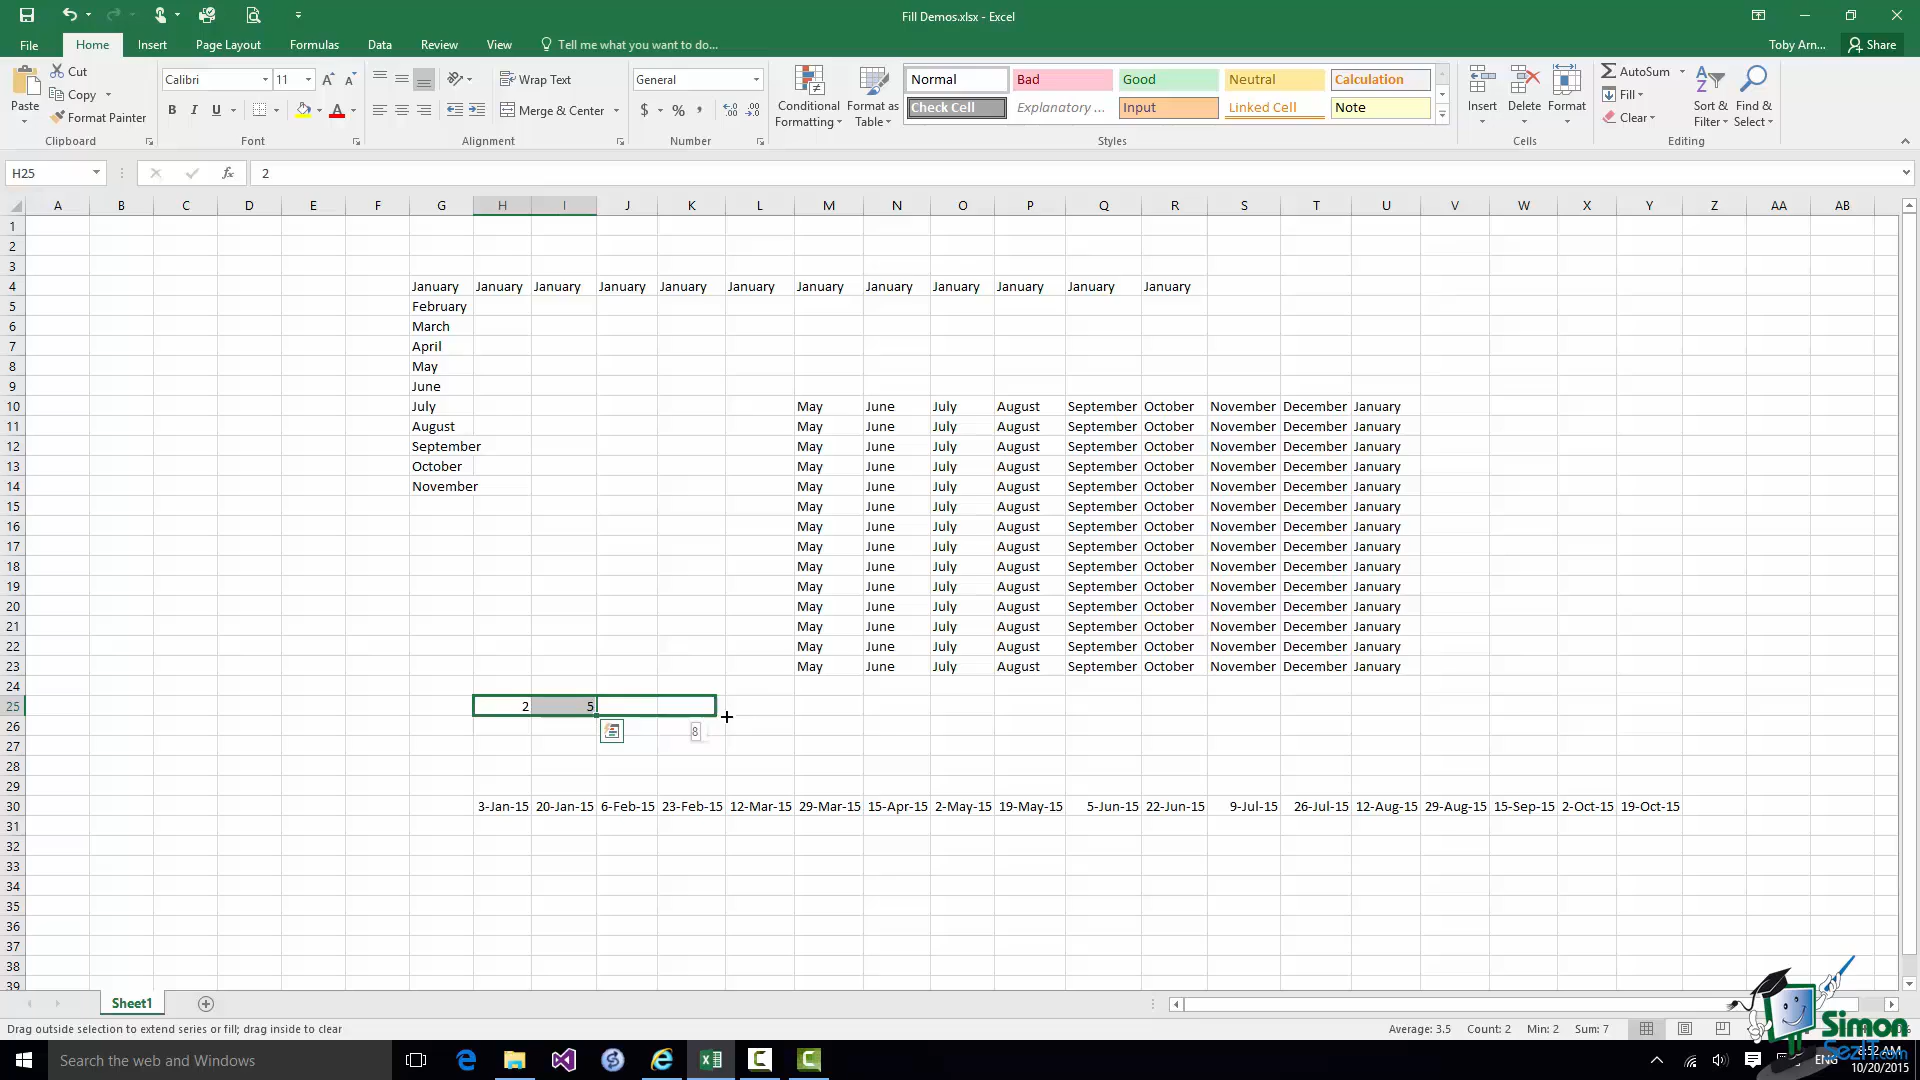 Fill Demos.xlsx - Excel
File Home Insert Page Layout Formulas Data Review View Tell me what you want to do... Toby Arn... Share
Paste Cut Copy Format Painter Clipboard
Calibri 11 B I U Font
Wrap Text Merge & Center Alignment
General $ % Number
Conditional Formatting Format as Table
Normal Bad Good Neutral Calculation
Check Cell Explanatory ... Input Linked Cell Note
Styles
Insert Delete Format Cells
AutoSum Fill Clear Sort & Filter Find & Select Editing
H25 fx 2
A B C D E F G H I J K L M N O P Q R S T U V W X Y Z AA AB
1
2
3
4 January January January January January January January January January January January January
5 February
6 March
7 April
8 May
9 June
10 July May June July August September October November December January
11 August May June July August September October November December January
12 September May June July August September October November December January
13 October May June July August September October November December January
14 November May June July August September October November December January
15 May June July August September October November December January
16 May June July August September October November December January
17 May June July August September October November December January
18 May June July August September October November December January
19 May June July August September October November December January
20 May June July August September October November December January
21 May June July August September October November December January
22 May June July August September October November December January
23 May June July August September October November December January
24
25 2 5
26 8
27
28
29
30 3-Jan-15 20-Jan-15 6-Feb-15 23-Feb-15 12-Mar-15 29-Mar-15 15-Apr-15 2-May-15 19-May-15 5-Jun-15 22-Jun-15 9-Jul-15 26-Jul-15 12-Aug-15 29-Aug-15 15-Sep-15 2-Oct-15 19-Oct-15
31
32
33
34
35
36
37
38
39
Sheet1
Drag outside selection to extend series or fill; drag inside to clear Average: 3.5 Count: 2 Min: 2 Sum: 7
Simon
SezIT.com
Search the web and Windows ENG
10/20/2015